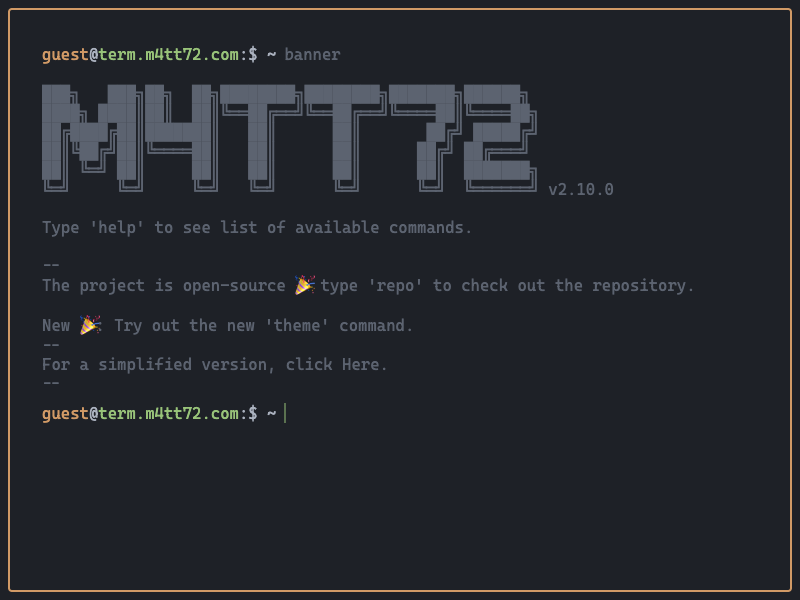 guest@term.m4tt72.com:$ ~ banner
M4TT72
v2.10.0
Type 'help' to see list of available commands.
--
The project is open-source 🎉 type 'repo' to check out the repository.
New 🎉 Try out the new 'theme' command.
--
For a simplified version, click Here.
--
guest@term.m4tt72.com:$ ~